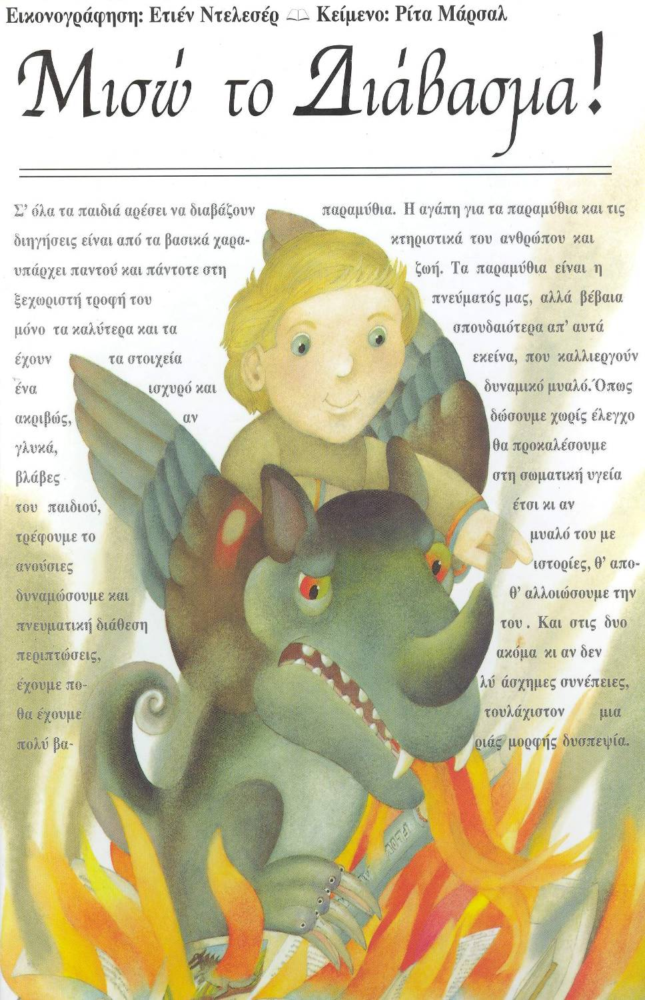 Εικονογράφηση: Ετιέν Ντελεσέρ Κείμενο: Ρίτα Μάρσαλ
Μισώ το Διάβασμα!
Σ’ όλα τα παιδιά αρέσει να διαβάζουν παραμύθια. Η αγάπη για τα παραμύθια και τις
διηγήσεις είναι από τα βασικά χαρα- κτηριστικά του ανθρώπου και
υπάρχει παντού και πάντοτε στη ζωή. Τα παραμύθια είναι η
ξεχωριστή τροφή του πνεύματός μας, αλλά βέβαια
μόνο τα καλύτερα και τα σπουδαιότερα απ’ αυτά
έχουν τα στοιχεία εκείνα, που καλλιεργούν
ένα ισχυρό και δυναμικό μυαλό. Όπως
ακριβώς, αν δώσουμε χωρίς έλεγχο
γλυκά, θα προκαλέσουμε
βλάβες στη σωματική υγεία
του παιδιού, έτσι κι αν
τρέφουμε το μυαλό του με
ανούσιες ιστορίες, θ’ απο-
δυναμώσουμε και θ’ αλλοιώσουμε την
πνευματική διάθεση του . Και στις δυο
περιπτώσεις, ακόμα κι αν δεν
έχουμε πο- λύ άσχημες συνέπειες,
θα έχουμε τουλάχιστον μια
πολύ βα- ριάς μορφής δυσπεψία.